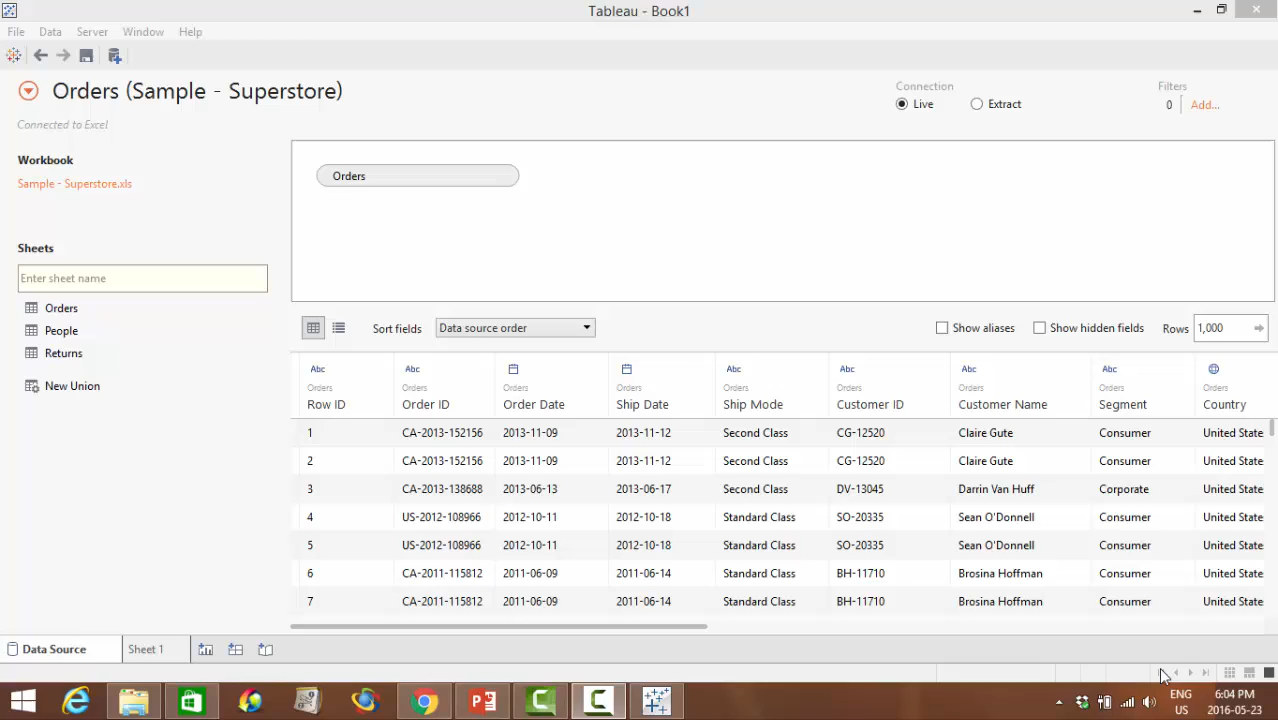 Tableau - Book1
File Data Server Window Help
Orders (Sample - Superstore)
Connection
Live Extract
Filters
0 Add...
Connected to Excel
Workbook
Sample - Superstore.xls
Orders
Sheets
Enter sheet name
Orders
People
Returns
New Union
Sort fields Data source order Show aliases Show hidden fields Rows 1,000
Abc Abc Abc Abc Abc Abc
Orders Orders Orders Orders Orders Orders Orders Orders Orders
Row ID Order ID Order Date Ship Date Ship Mode Customer ID Customer Name Segment Country
1 CA-2013-152156 2013-11-09 2013-11-12 Second Class CG-12520 Claire Gute Consumer United State
2 CA-2013-152156 2013-11-09 2013-11-12 Second Class CG-12520 Claire Gute Consumer United State
3 CA-2013-138688 2013-06-13 2013-06-17 Second Class DV-13045 Darrin Van Huff Corporate United State
4 US-2012-108966 2012-10-11 2012-10-18 Standard Class SO-20335 Sean O'Donnell Consumer United State
5 US-2012-108966 2012-10-11 2012-10-18 Standard Class SO-20335 Sean O'Donnell Consumer United State
6 CA-2011-115812 2011-06-09 2011-06-14 Standard Class BH-11710 Brosina Hoffman Consumer United State
7 CA-2011-115812 2011-06-09 2011-06-14 Standard Class BH-11710 Brosina Hoffman Consumer United State
Data Source Sheet 1
ENG 6:04 PM
US 2016-05-23